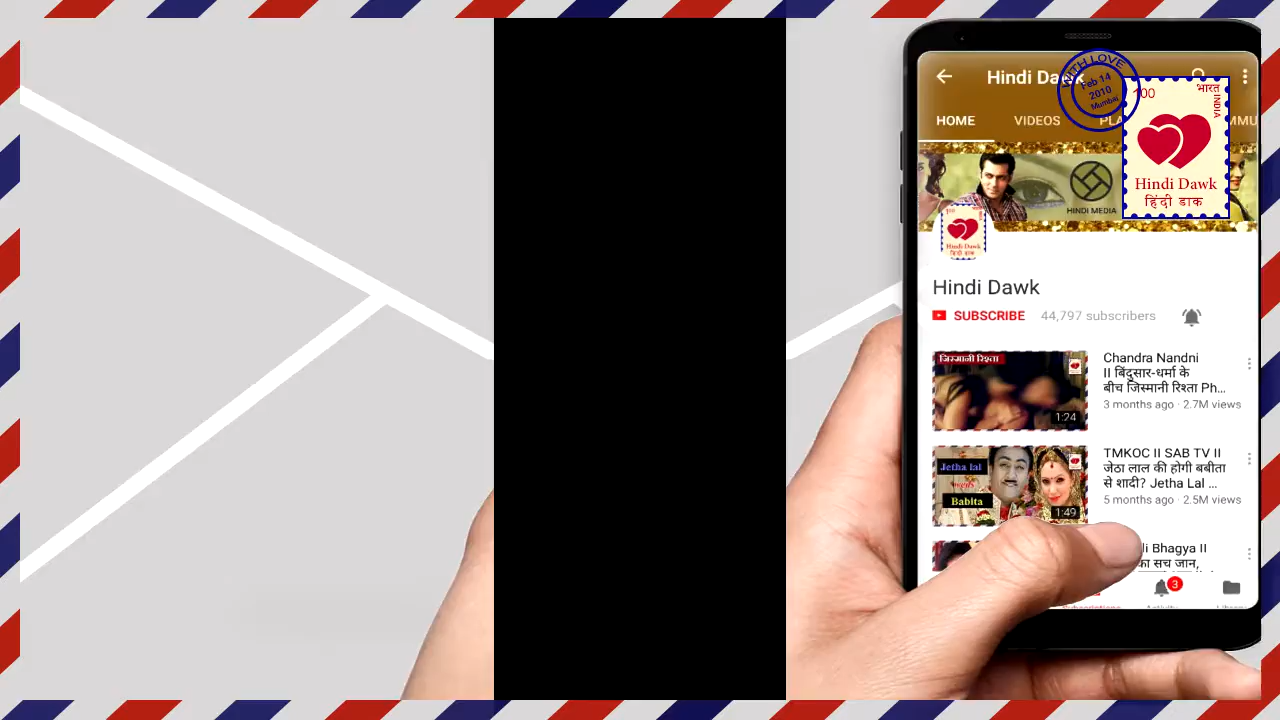 Hindi Dawk
HOME
VIDEOS
WITH LOVE
Feb 14
2010
Mumbai
100
भारत
INDIA
Hindi Dawk
हिंदी डाक
HINDI MEDIA
Hindi Dawk
हिंदी डाक
Hindi Dawk
SUBSCRIBE
44,797 subscribers
जिस्मानी रिश्ता
1:24
Chandra Nandni
II बिंदुसार-धर्मा के
बीच जिस्मानी रिश्ता Ph...
3 months ago · 2.7M views
Jetha lal
weds
Babita
1:49
TMKOC II SAB TV II
जेठा लाल की होगी बबीता
से शादी? Jetha Lal ...
5 months ago · 2.5M views
Bhagya II
का सच जान,
3